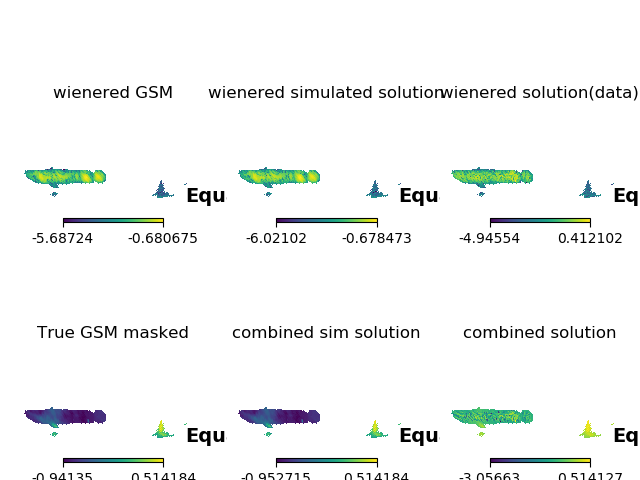 wienered GSM wienered simulated solution wienered solution(data)
Equ Equ Eq
-5.68724 -0.680675 -6.02102 -0.678473 -4.94554 0.412102
True GSM masked combined sim solution combined solution
Equ Equ Eq
-0.94135 0.514184 -0.952715 0.514184 -3.05663 0.514127